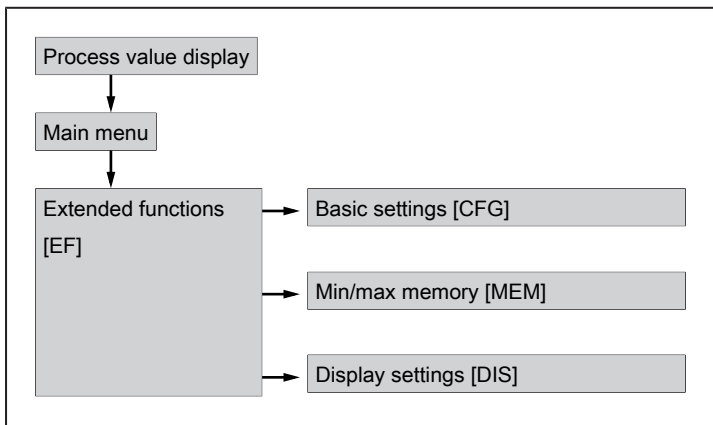 Process value display
Main menu
Extended functions
[EF]
Basic settings [CFG]
Min/max memory [MEM]
Display settings [DIS]